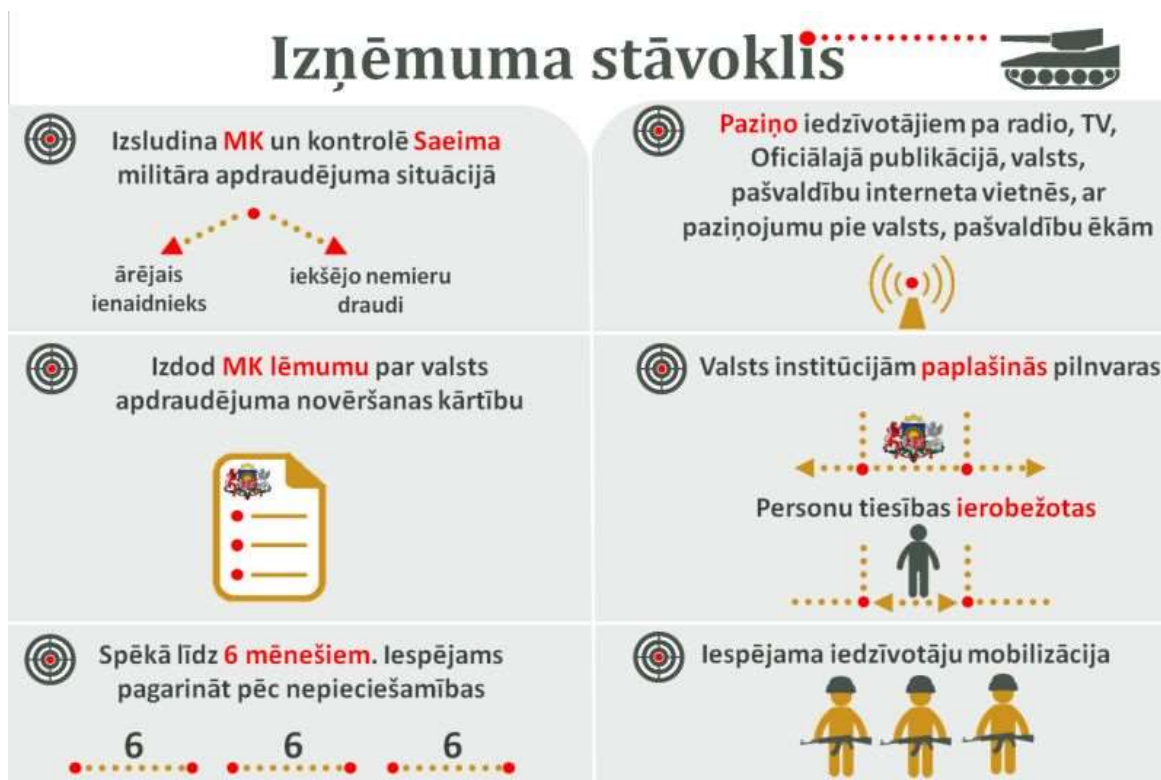 Izņēmuma stāvoklis
Izsludina MK un kontrolē Saeima
militāra apdraudējuma situācijā
ārējais
ienaidnieks
iekšējo nemieru
draudi
Paziņo iedzīvotājiem pa radio, TV,
Oficiālajā publikācijā, valsts,
pašvaldību interneta vietnēs, ar
paziņojumu pie valsts, pašvaldību ēkām
Izdod MK lēmumu par valsts
apdraudējuma novēršanas kārtību
Valsts institūcijām paplašinās pilnvaras
Personu tiesības ierobežotas
Spēkā līdz 6 mēnešiem. Iespējams
pagarināt pēc nepieciešamības
6 6 6
Iespējama iedzīvotāju mobilizācija